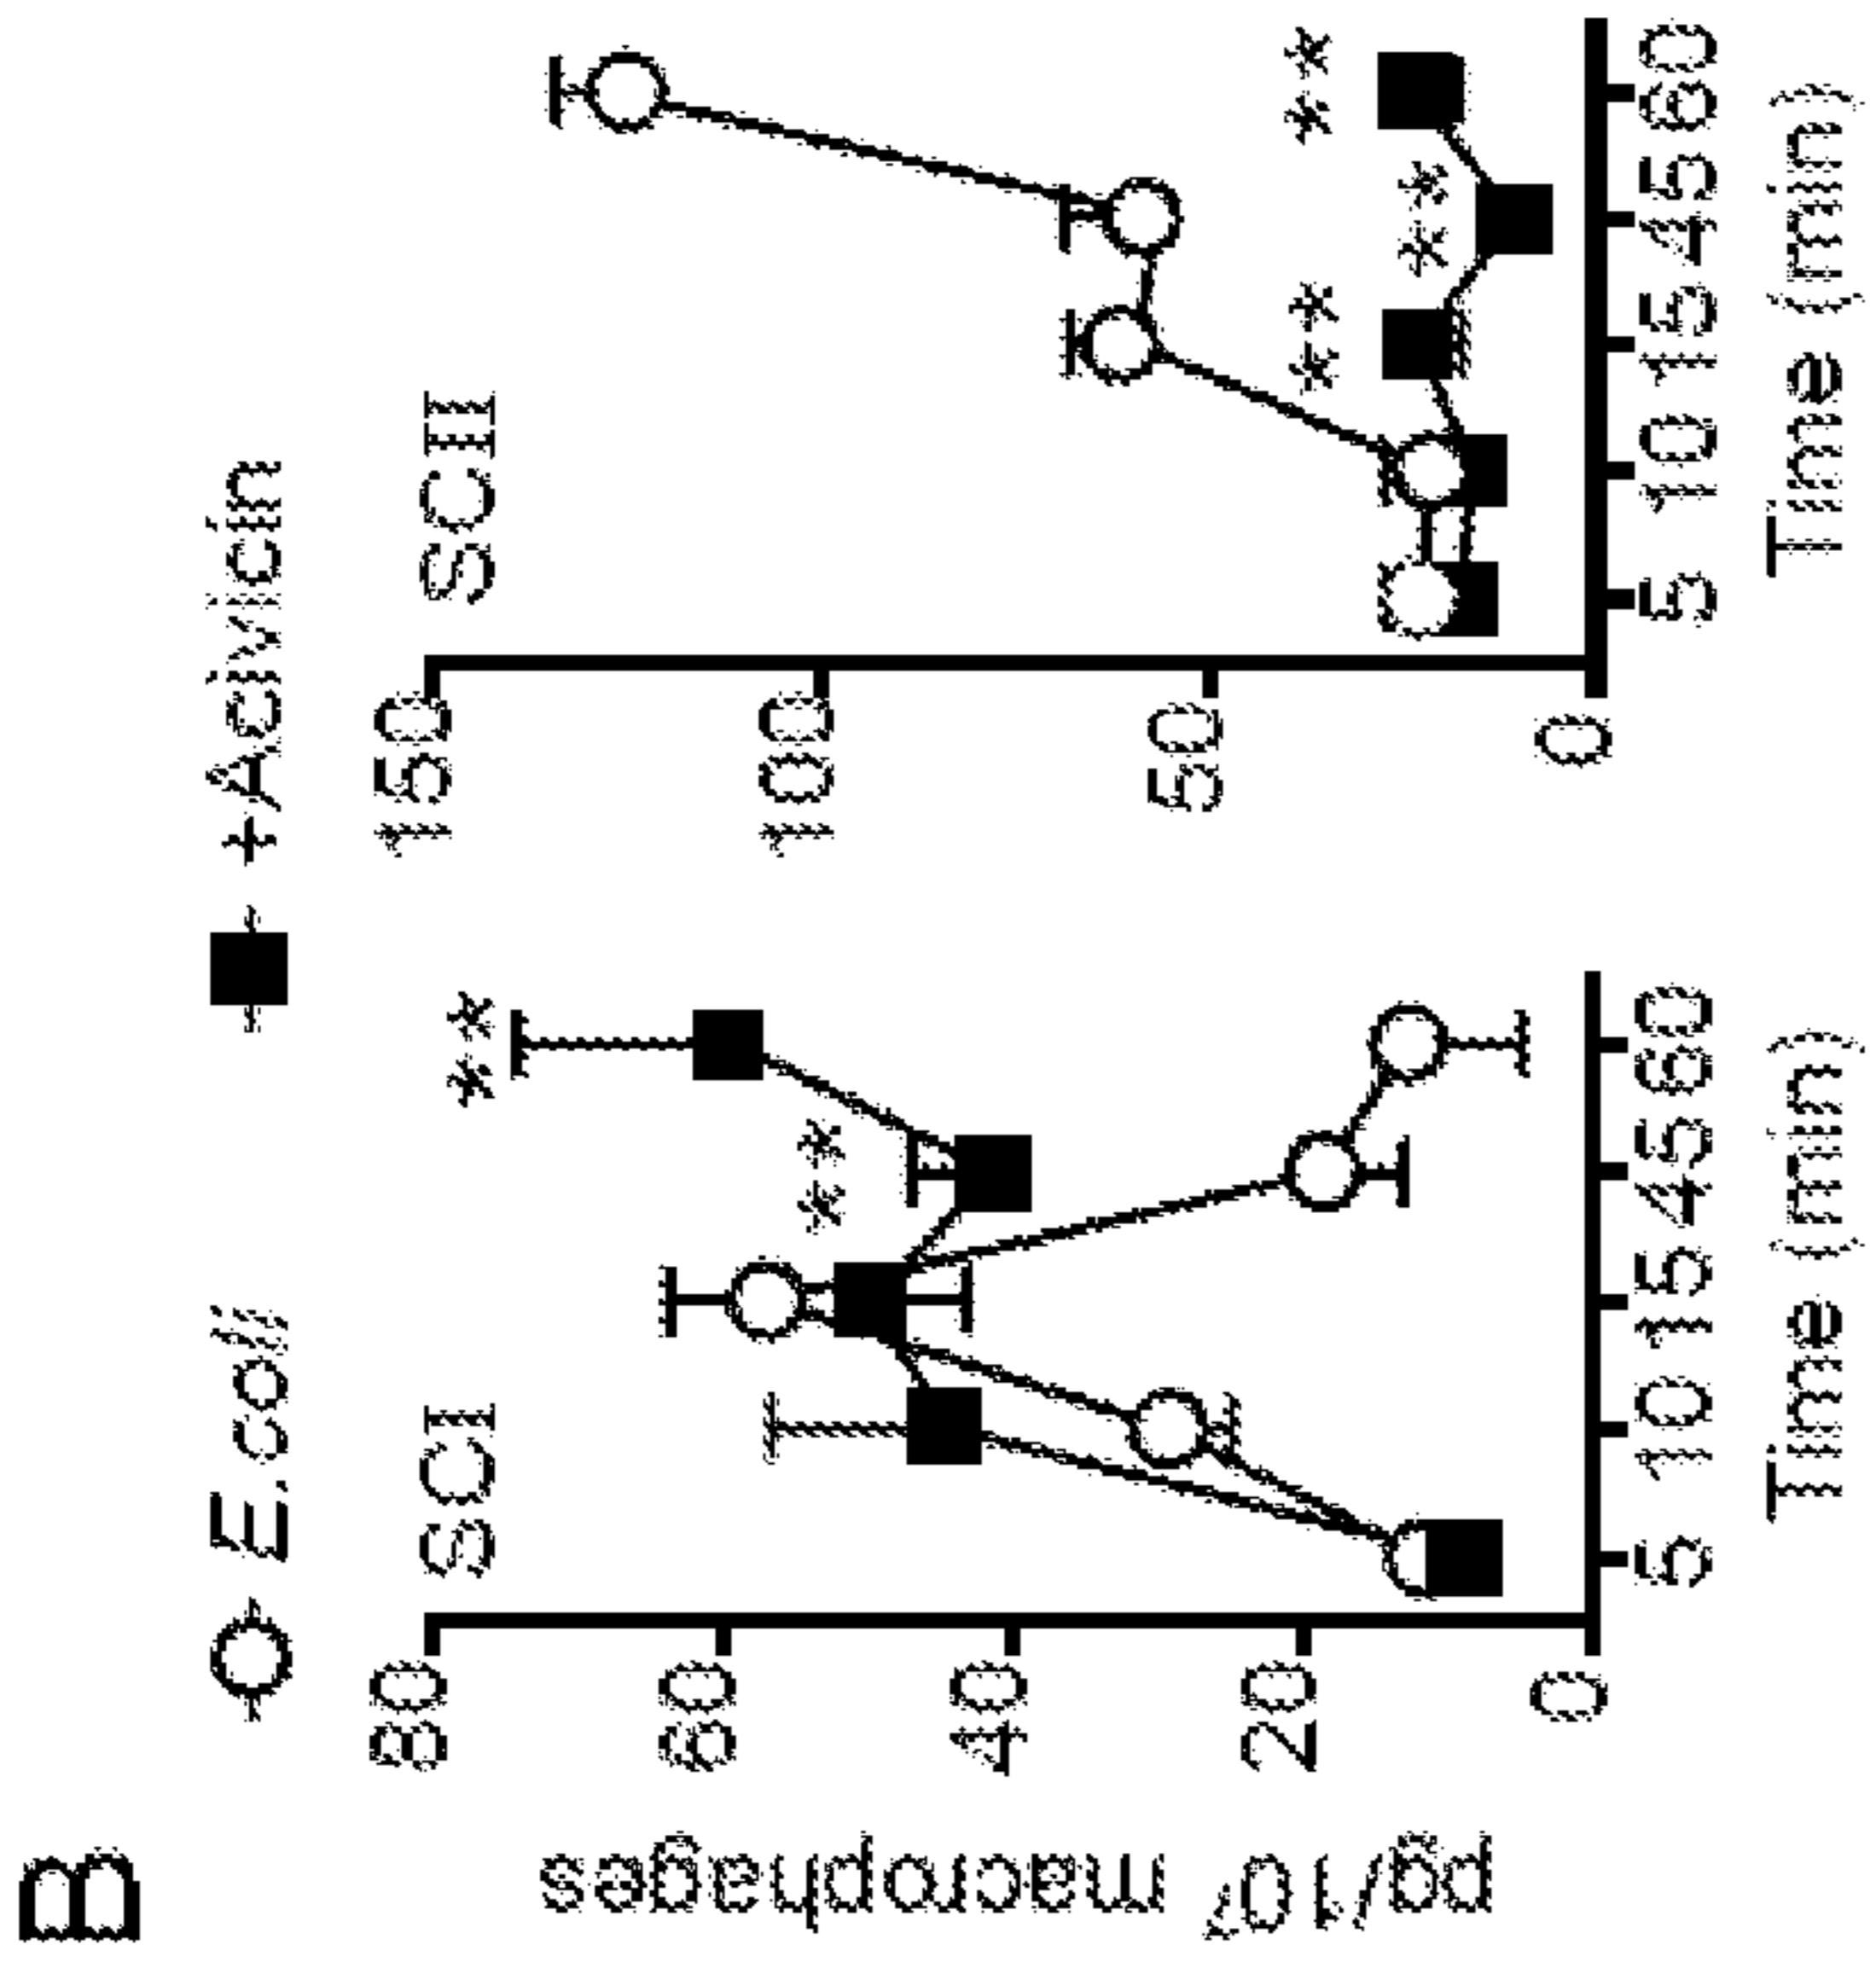 B
E.coli +Acivicin
pg/10⁷ macrophages
SCI
80
60
40
20
0
5 10 15 45 60
Time (min)
**
**
SCII
150
100
50
0
5 10 15 45 60
Time (min)
**
**
**